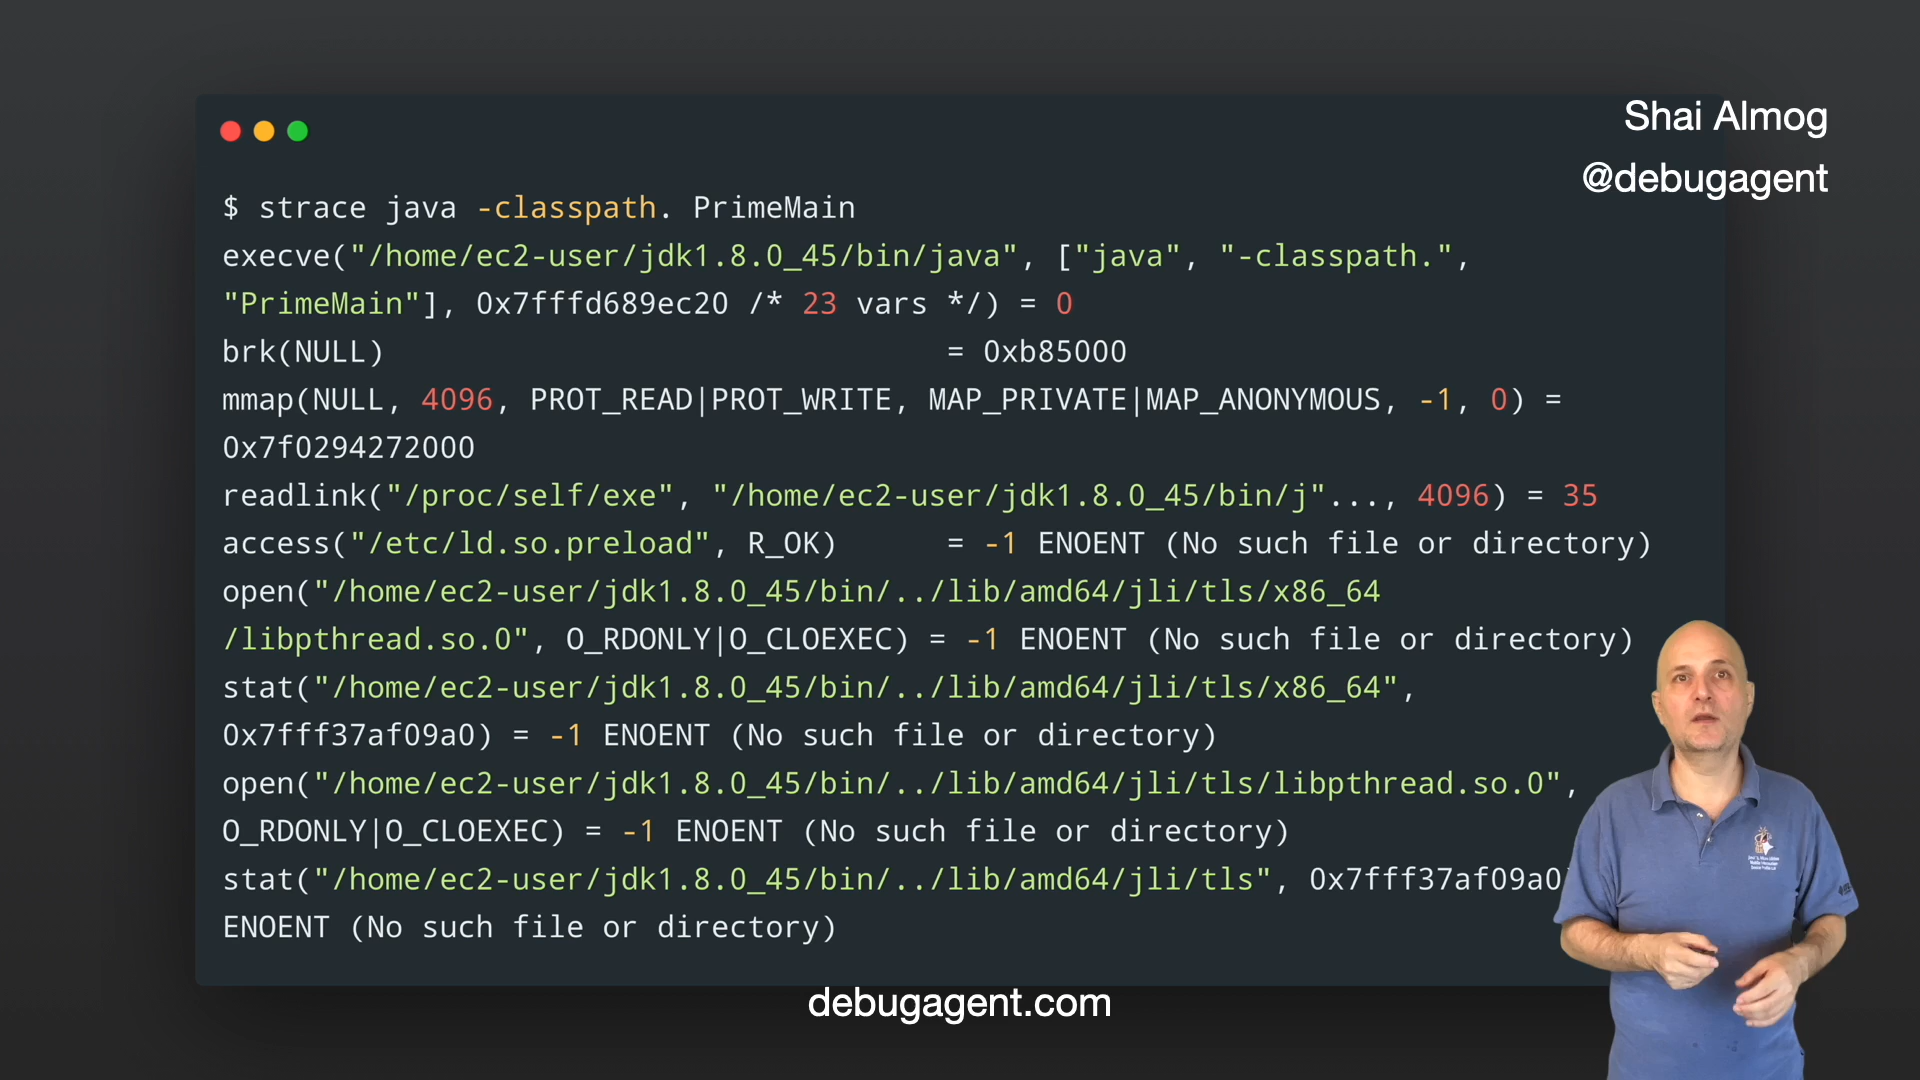 Shai Almog
@debugagent
$ strace java -classpath. PrimeMain
execve("/home/ec2-user/jdk1.8.0_45/bin/java", ["java", "-classpath.",
"PrimeMain"], 0x7fffd689ec20 /* 23 vars */) = 0
brk(NULL)                               = 0xb85000
mmap(NULL, 4096, PROT_READ|PROT_WRITE, MAP_PRIVATE|MAP_ANONYMOUS, -1, 0) =
0x7f0294272000
readlink("/proc/self/exe", "/home/ec2-user/jdk1.8.0_45/bin/j"..., 4096) = 35
access("/etc/ld.so.preload", R_OK)      = -1 ENOENT (No such file or directory)
open("/home/ec2-user/jdk1.8.0_45/bin/../lib/amd64/jli/tls/x86_64
/libpthread.so.0", O_RDONLY|O_CLOEXEC) = -1 ENOENT (No such file or directory)
stat("/home/ec2-user/jdk1.8.0_45/bin/../lib/amd64/jli/tls/x86_64",
0x7fff37af09a0) = -1 ENOENT (No such file or directory)
open("/home/ec2-user/jdk1.8.0_45/bin/../lib/amd64/jli/tls/libpthread.so.0",
O_RDONLY|O_CLOEXEC) = -1 ENOENT (No such file or directory)
stat("/home/ec2-user/jdk1.8.0_45/bin/../lib/amd64/jli/tls", 0x7fff37af09a0
ENOENT (No such file or directory)
debugagent.com